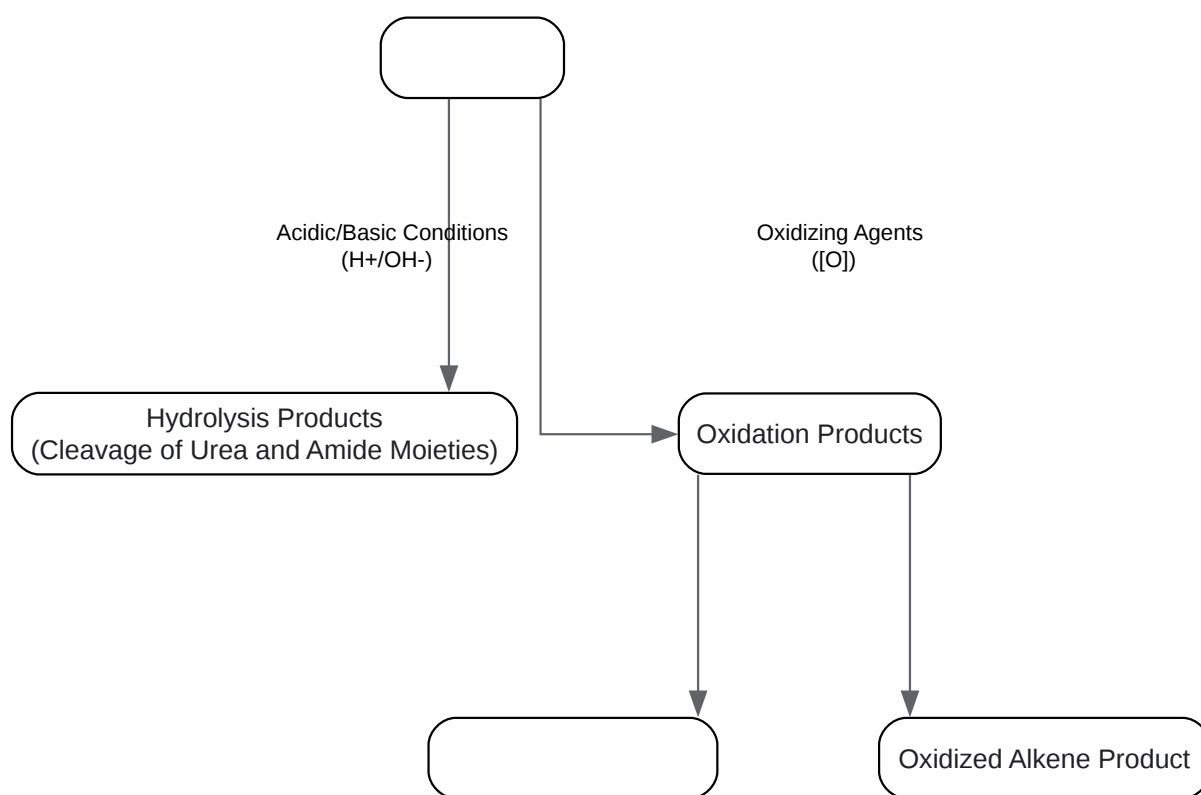 Acidic/Basic Conditions
(H+/OH-)
Oxidizing Agents
([O])
Hydrolysis Products
(Cleavage of Urea and Amide Moieties)
Oxidation Products
Oxidized Alkene Product